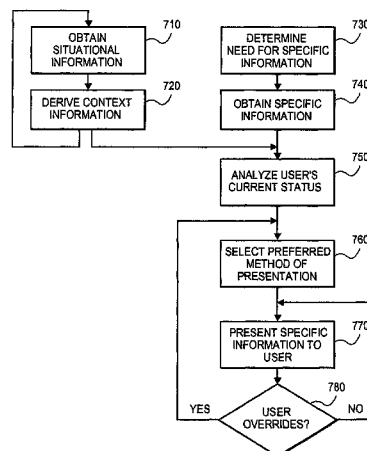 710
OBTAIN
SITUATIONAL
INFORMATION
720
DERIVE CONTEXT
INFORMATION
730
DETERMINE
NEED FOR SPECIFIC
INFORMATION
740
OBTAIN SPECIFIC
INFORMATION
750
ANALYZE USER'S
CURRENT STATUS
760
SELECT PREFERRED
METHOD OF
PRESENTATION
770
PRESENT SPECIFIC
INFORMATION TO
USER
780
YES
USER
OVERRIDES?
NO